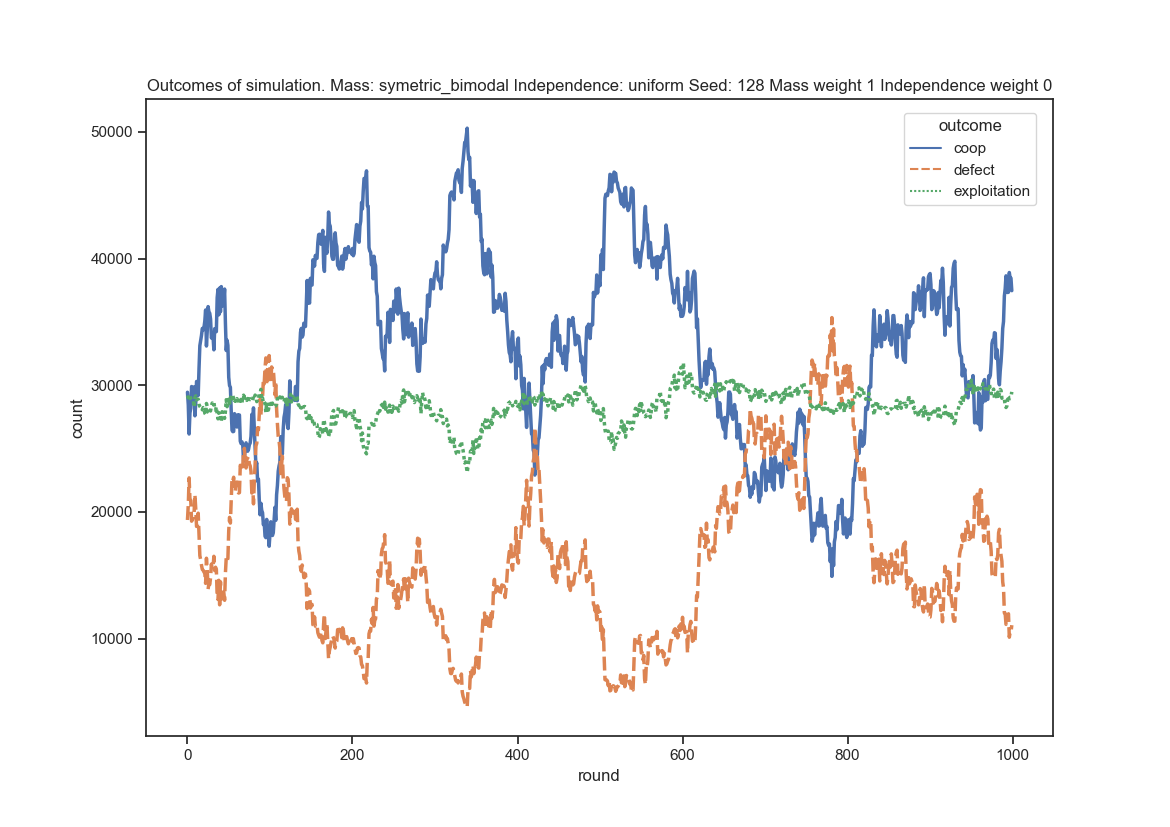 Outcomes of simulation. Mass: symetric_bimodal Independence: uniform Seed: 128 Mass weight 1 Independence weight 0
outcome
coop
defect
exploitation
50000
40000
30000
20000
10000
count
0 200 400 600 800 1000
round